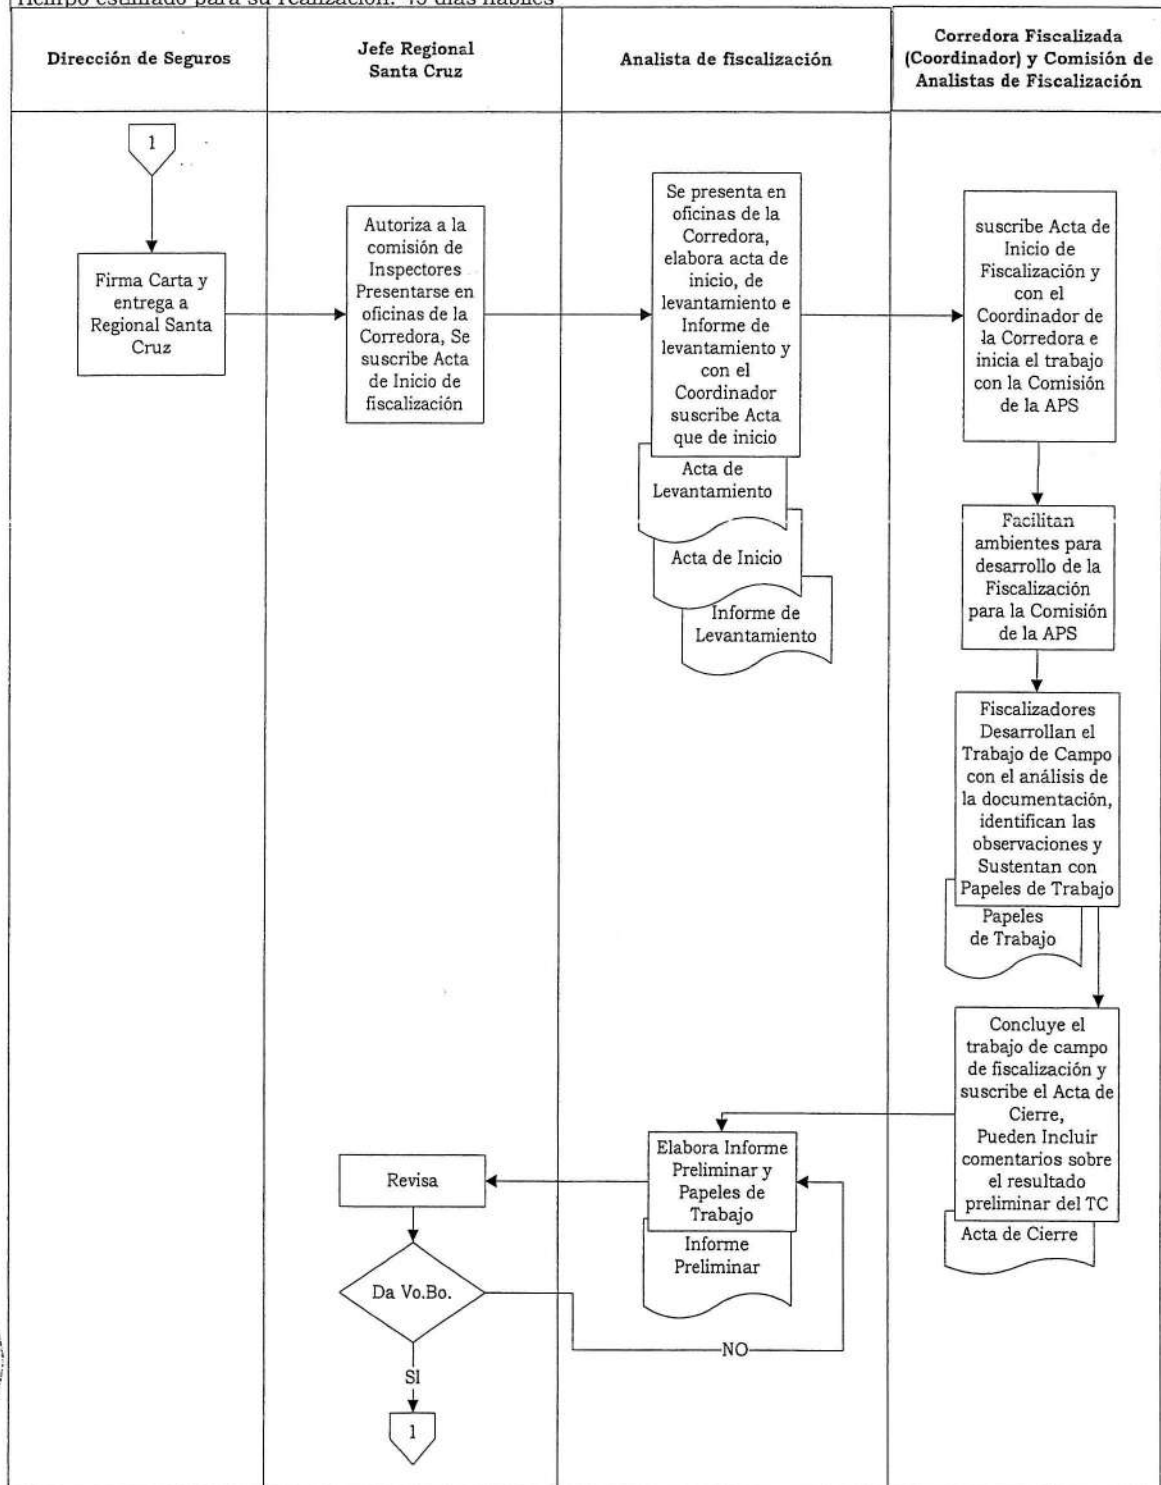 Tiempo estimado para su realización: 45 días hábiles
Dirección de Seguros
Jefe Regional
Santa Cruz
Analista de fiscalización
Corredora Fiscalizada
(Coordinador) y Comisión de
Analistas de Fiscalización
1
Firma Carta y
entrega a
Regional Santa
Cruz
Autoriza a la
comisión de
Inspectores
Presentarse en
oficinas de la
Corredora, Se
suscribe Acta
de Inicio de
fiscalización
Se presenta en
oficinas de la
Corredora,
elabora acta de
inicio, de
levantamiento e
Informe de
levantamiento y
con el
Coordinador
suscribe Acta
que de inicio
Acta de
Levantamiento
Acta de Inicio
Informe de
Levantamiento
suscribe Acta de
Inicio de
Fiscalización y
con el
Coordinador de
la Corredora e
inicia el trabajo
con la Comisión
de la APS
Facilitan
ambientes para
desarrollo de la
Fiscalización
para la Comisión
de la APS
Fiscalizadores
Desarrollan el
Trabajo de Campo
con el análisis de
la documentación,
identifican las
observaciones y
Sustentan con
Papeles de Trabajo
Papeles
de Trabajo
Concluye el
trabajo de campo
de fiscalización y
suscribe el Acta de
Cierre,
Pueden Incluir
comentarios sobre
el resultado
preliminar del TC
Acta de Cierre
Elabora Informe
Preliminar y
Papeles de
Trabajo
Informe
Preliminar
Revisa
Da Vo.Bo.
NO
SI
1